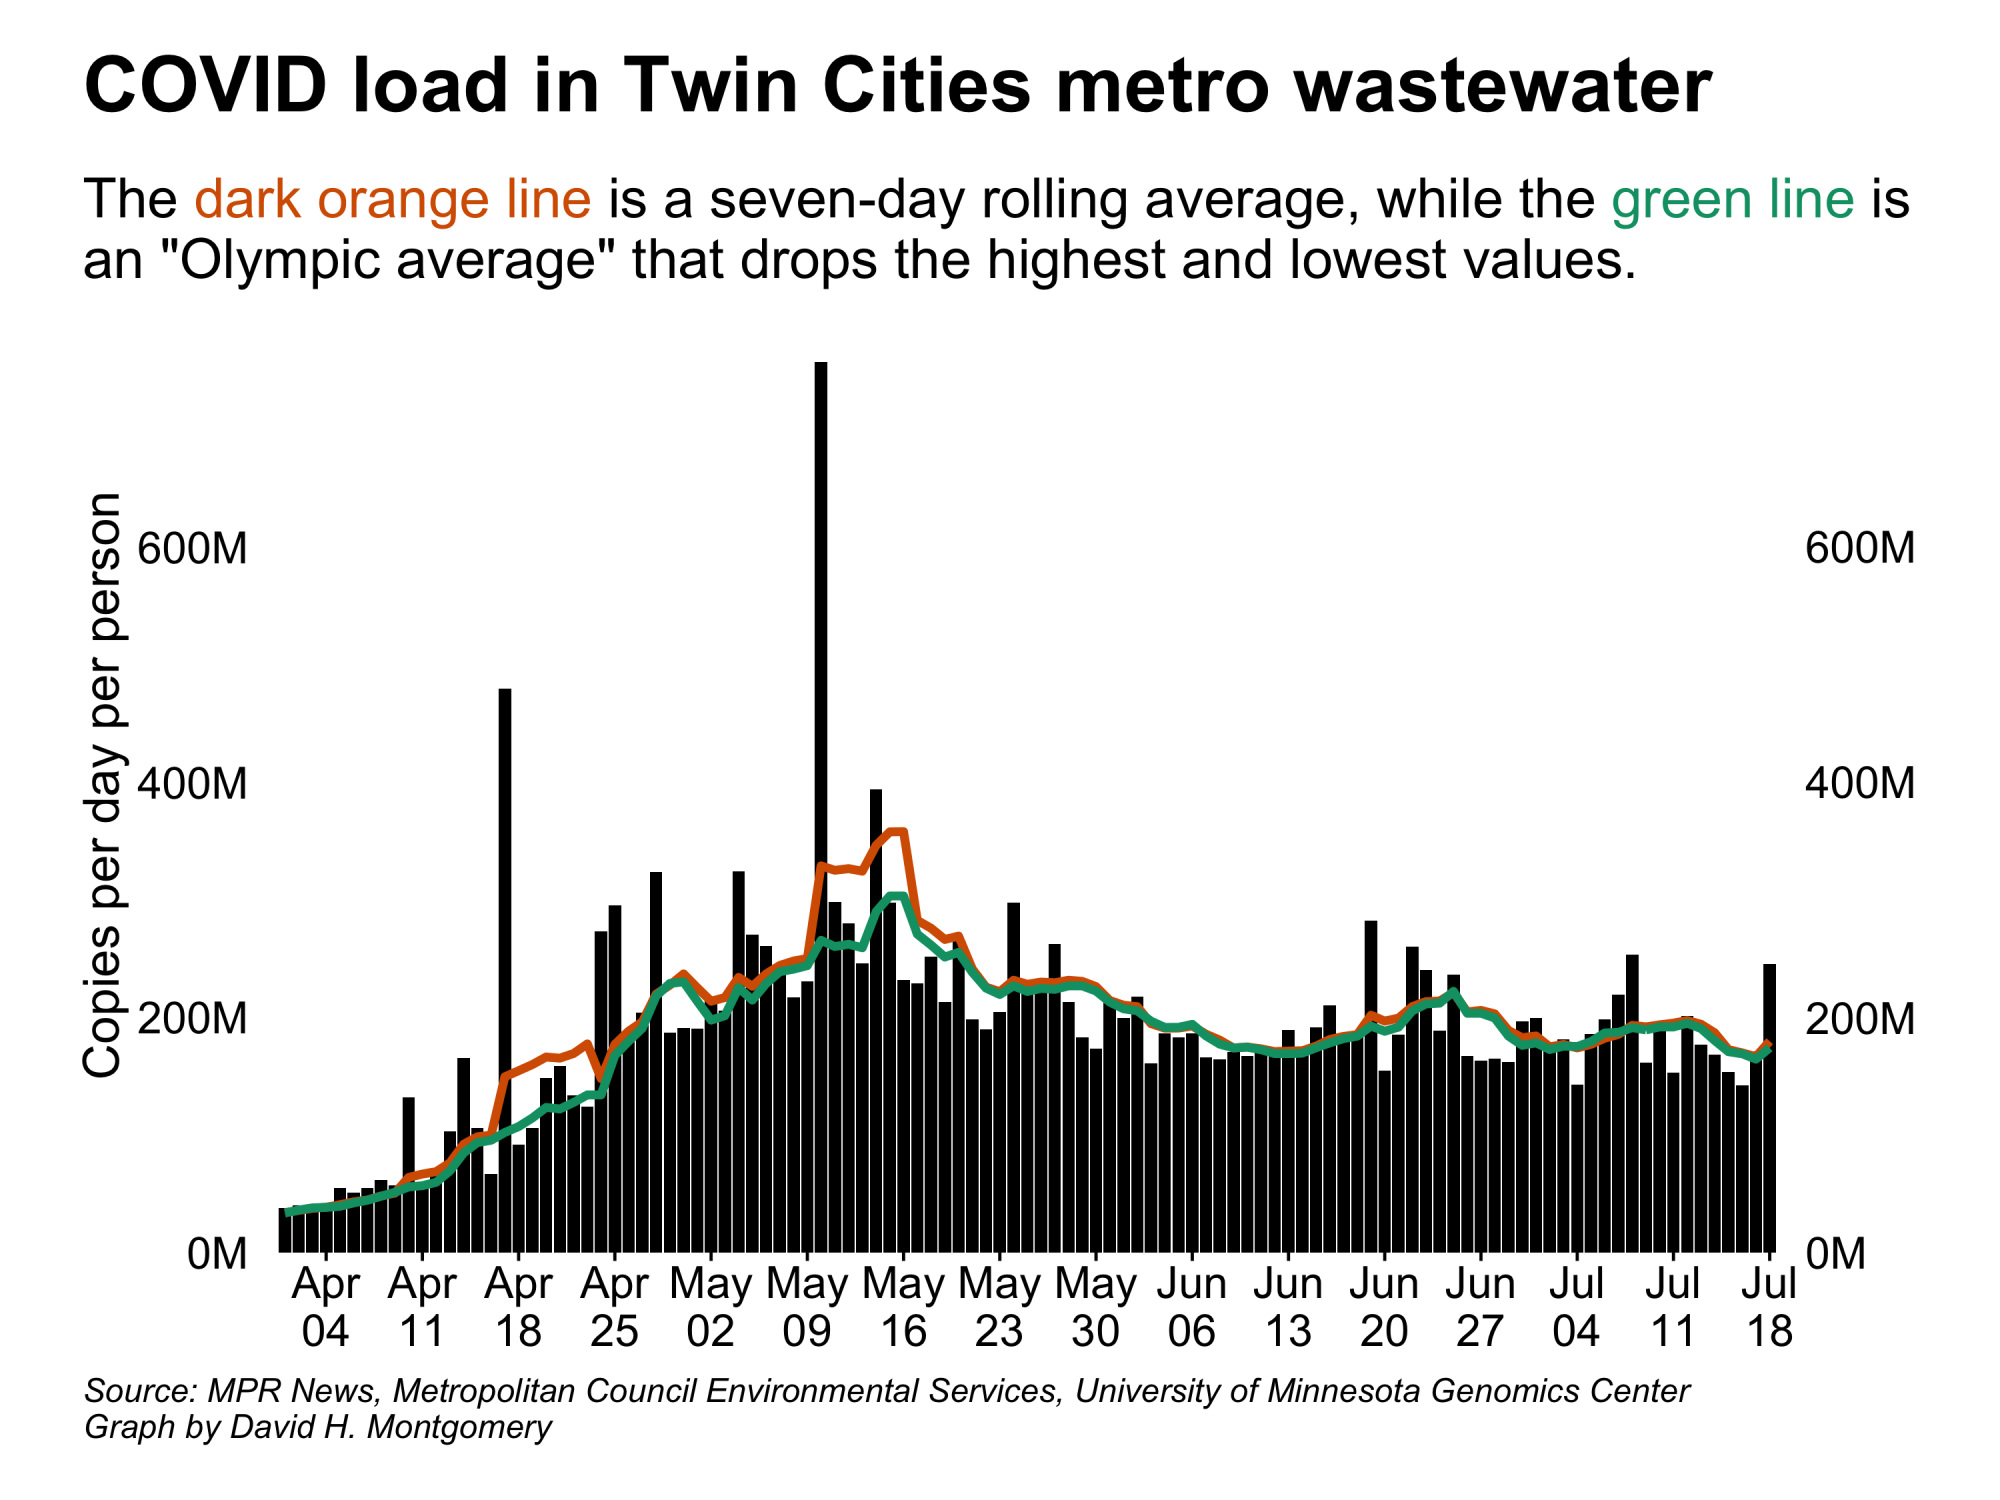 COVID load in Twin Cities metro wastewater
The dark orange line is a seven-day rolling average, while the green line is
an "Olympic average" that drops the highest and lowest values.
Copies per day per person
600M
600M
400M
400M
200M
200M
0M
0M
Apr Apr Apr Apr May May May May May Jun Jun Jun Jun Jul Jul Jul
04 11 18 25 02 09 16 23 30 06 13 20 27 04 11 18
Source: MPR News, Metropolitan Council Environmental Services, University of Minnesota Genomics Center
Graph by David H. Montgomery